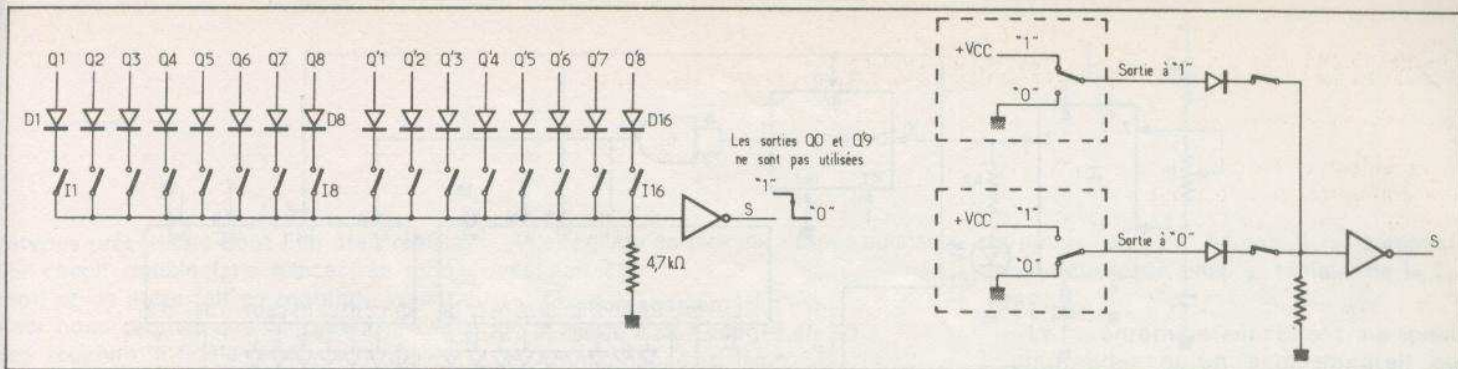 Q1 Q2 Q3 Q4 Q5 Q6 Q7 Q8 Q'1 Q'2 Q'3 Q'4 Q'5 Q'6 Q'7 Q'8
D1 D8 D16
I1 I8 I16
4,7kΩ
Les sorties Q0 et Q'9
ne sont pas utilisées
"1"
S "0"
+VCC "1"
Sortie à "1"
"0"
+VCC "1"
Sortie à "0"
"0"
S